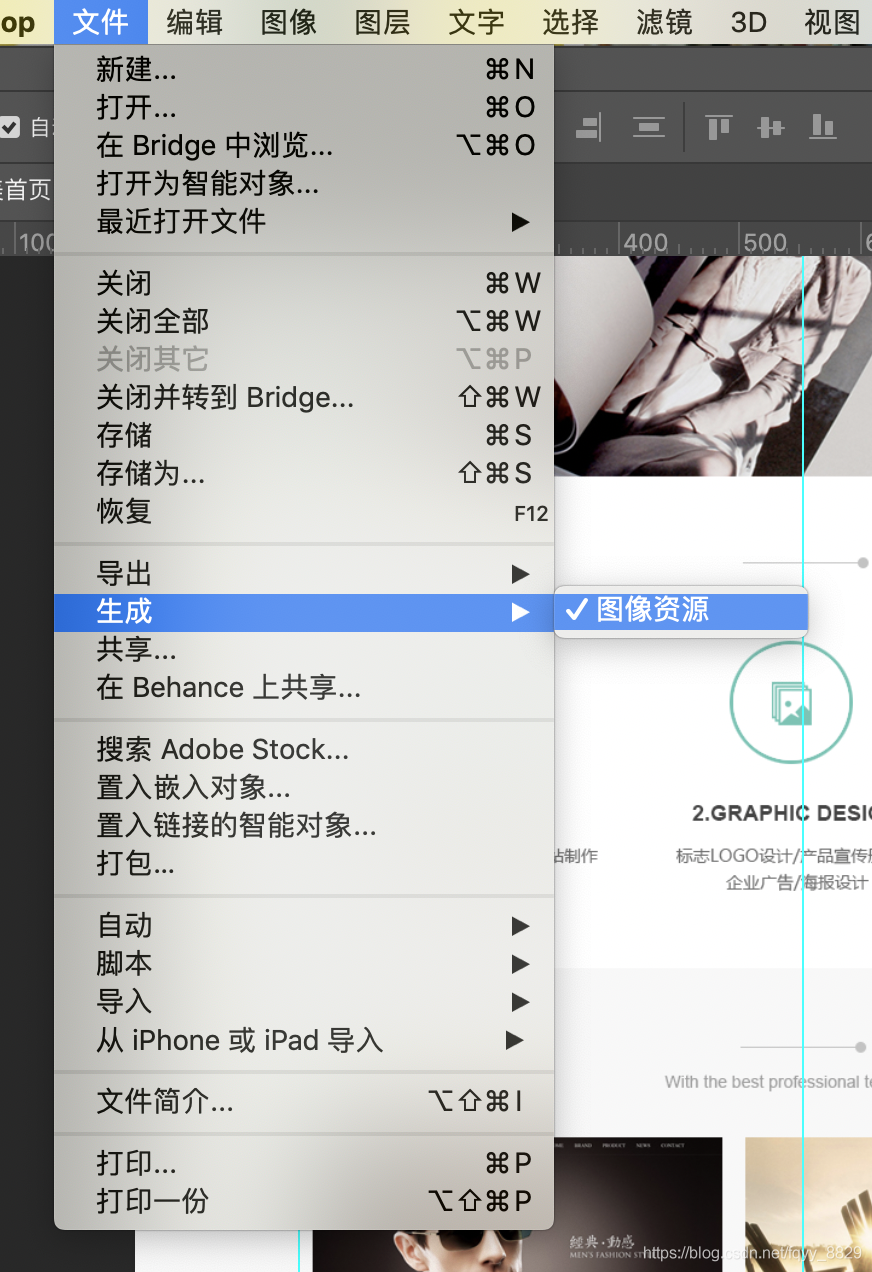 op 文件 编辑 图像 图层 文字 选择 滤镜 3D 视图
自
首页
100 400 500
新建... ⌘N
打开... ⌘O
在 Bridge 中浏览... ⌥⌘O
打开为智能对象...
最近打开文件 ▶
关闭 ⌘W
关闭全部 ⌥⌘W
关闭其它 ⌥⌘P
关闭并转到 Bridge... ⇧⌘W
存储 ⌘S
存储为... ⇧⌘S
恢复 F12
导出 ▶
生成 ▶ ✓ 图像资源
共享...
在 Behance 上共享...
搜索 Adobe Stock...
置入嵌入对象...
置入链接的智能对象...
打包...
自动 ▶
脚本 ▶
导入 ▶
从 iPhone 或 iPad 导入 ▶
文件简介... ⌥⇧⌘I
打印... ⌘P
打印一份 ⌥⇧⌘P
2.GRAPHIC DESI
站制作 标志LOGO设计/产品宣传册
企业广告/海报设计
With the best professional te
BRAND PRODUCT NEWS CONTACT
經典·動感
MEN'S FASHION
https://blog.csdn.net/fqyy_8829